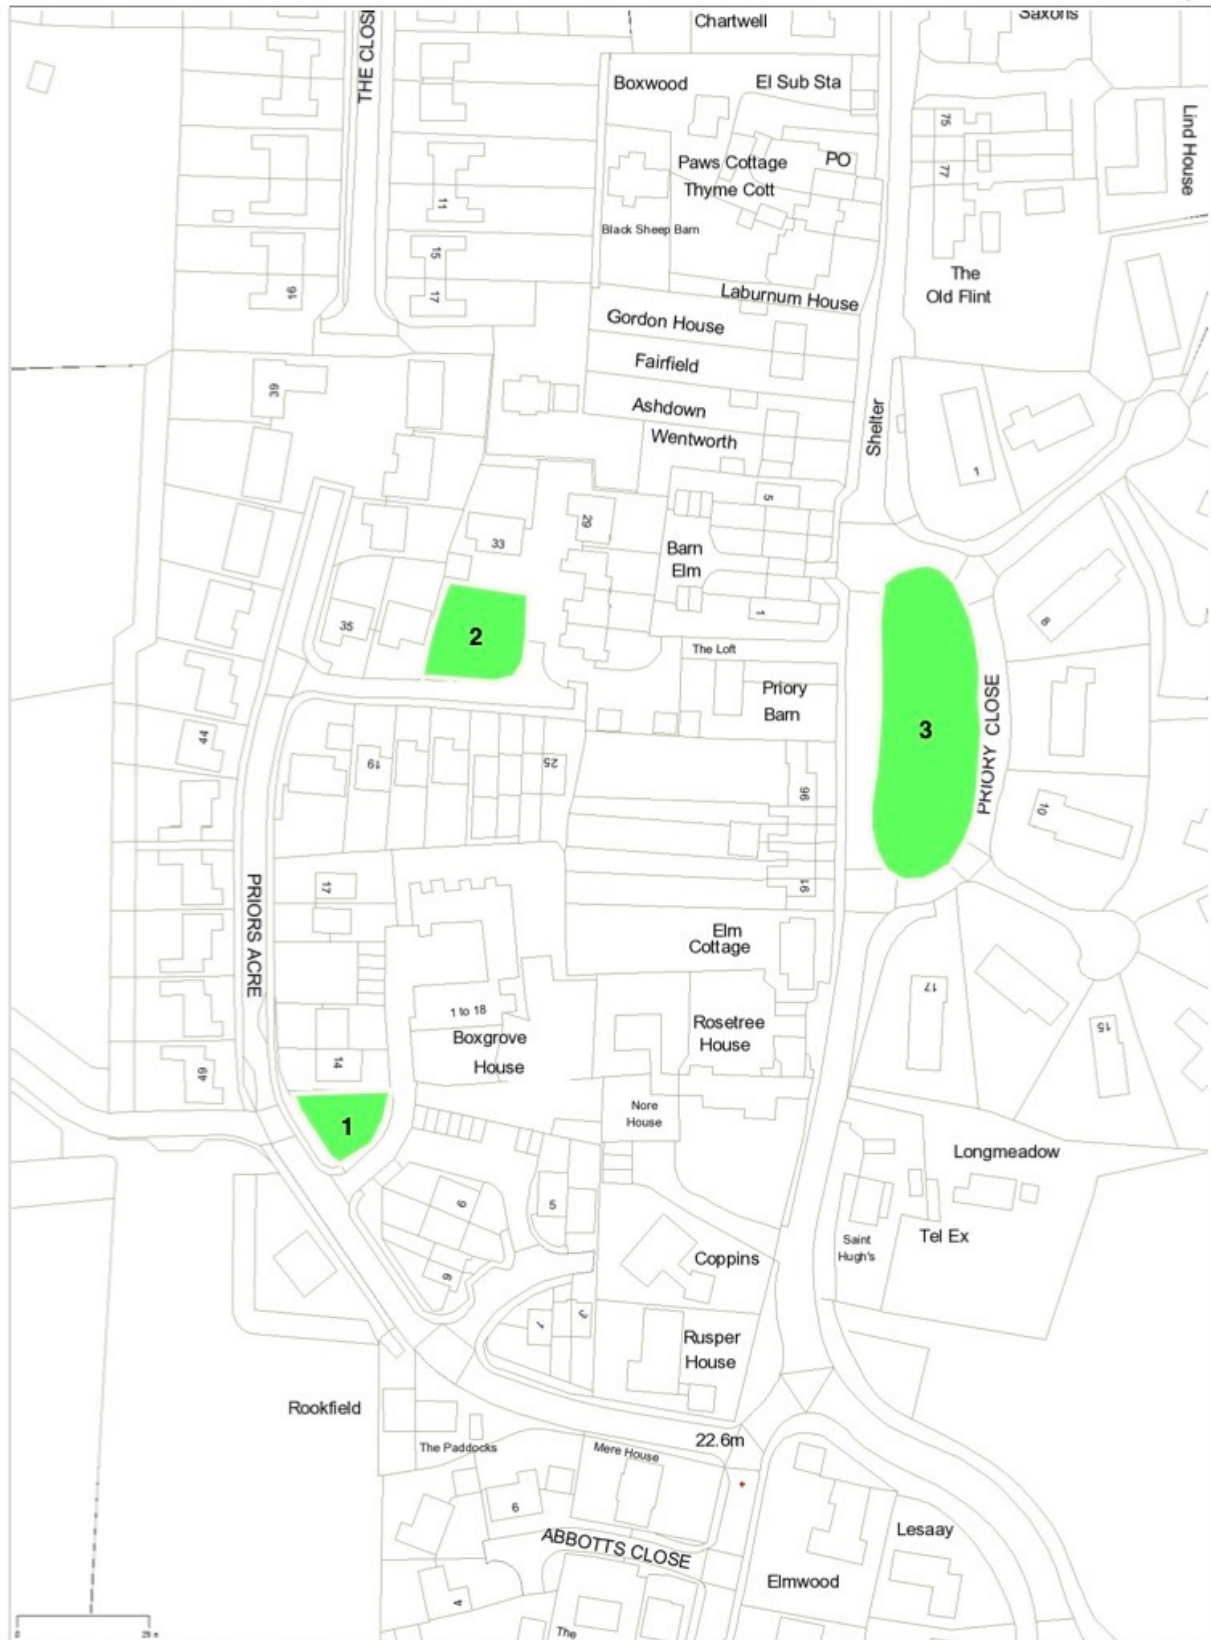 Chartwell
Saxons
THE CLOSE
Boxwood
El Sub Sta
75
Lind House
Paws Cottage
PO
77
Thyme Cott
11
Black Sheep Barn
15
The
Old Flint
16
17
Laburnum House
Gordon House
Fairfield
39
Ashdown
Shelter
Wentworth
1
5
29
33
Barn
Elm
1
8
35
2
The Loft
Priory
Barn
3
PRIORY CLOSE
44
19
25
96
10
17
91
PRIORS ACRE
Elm
Cottage
17
1 to 18
Boxgrove
House
Rosetree
House
15
14
49
1
Nore
House
Longmeadow
9
5
Saint
Hugh's
Tel Ex
Coppins
6
1
3
Rusper
House
Rookfield
22.6m
The Paddocks
Mere House
6
Lesaay
ABBOTTS CLOSE
Elmwood
4
The